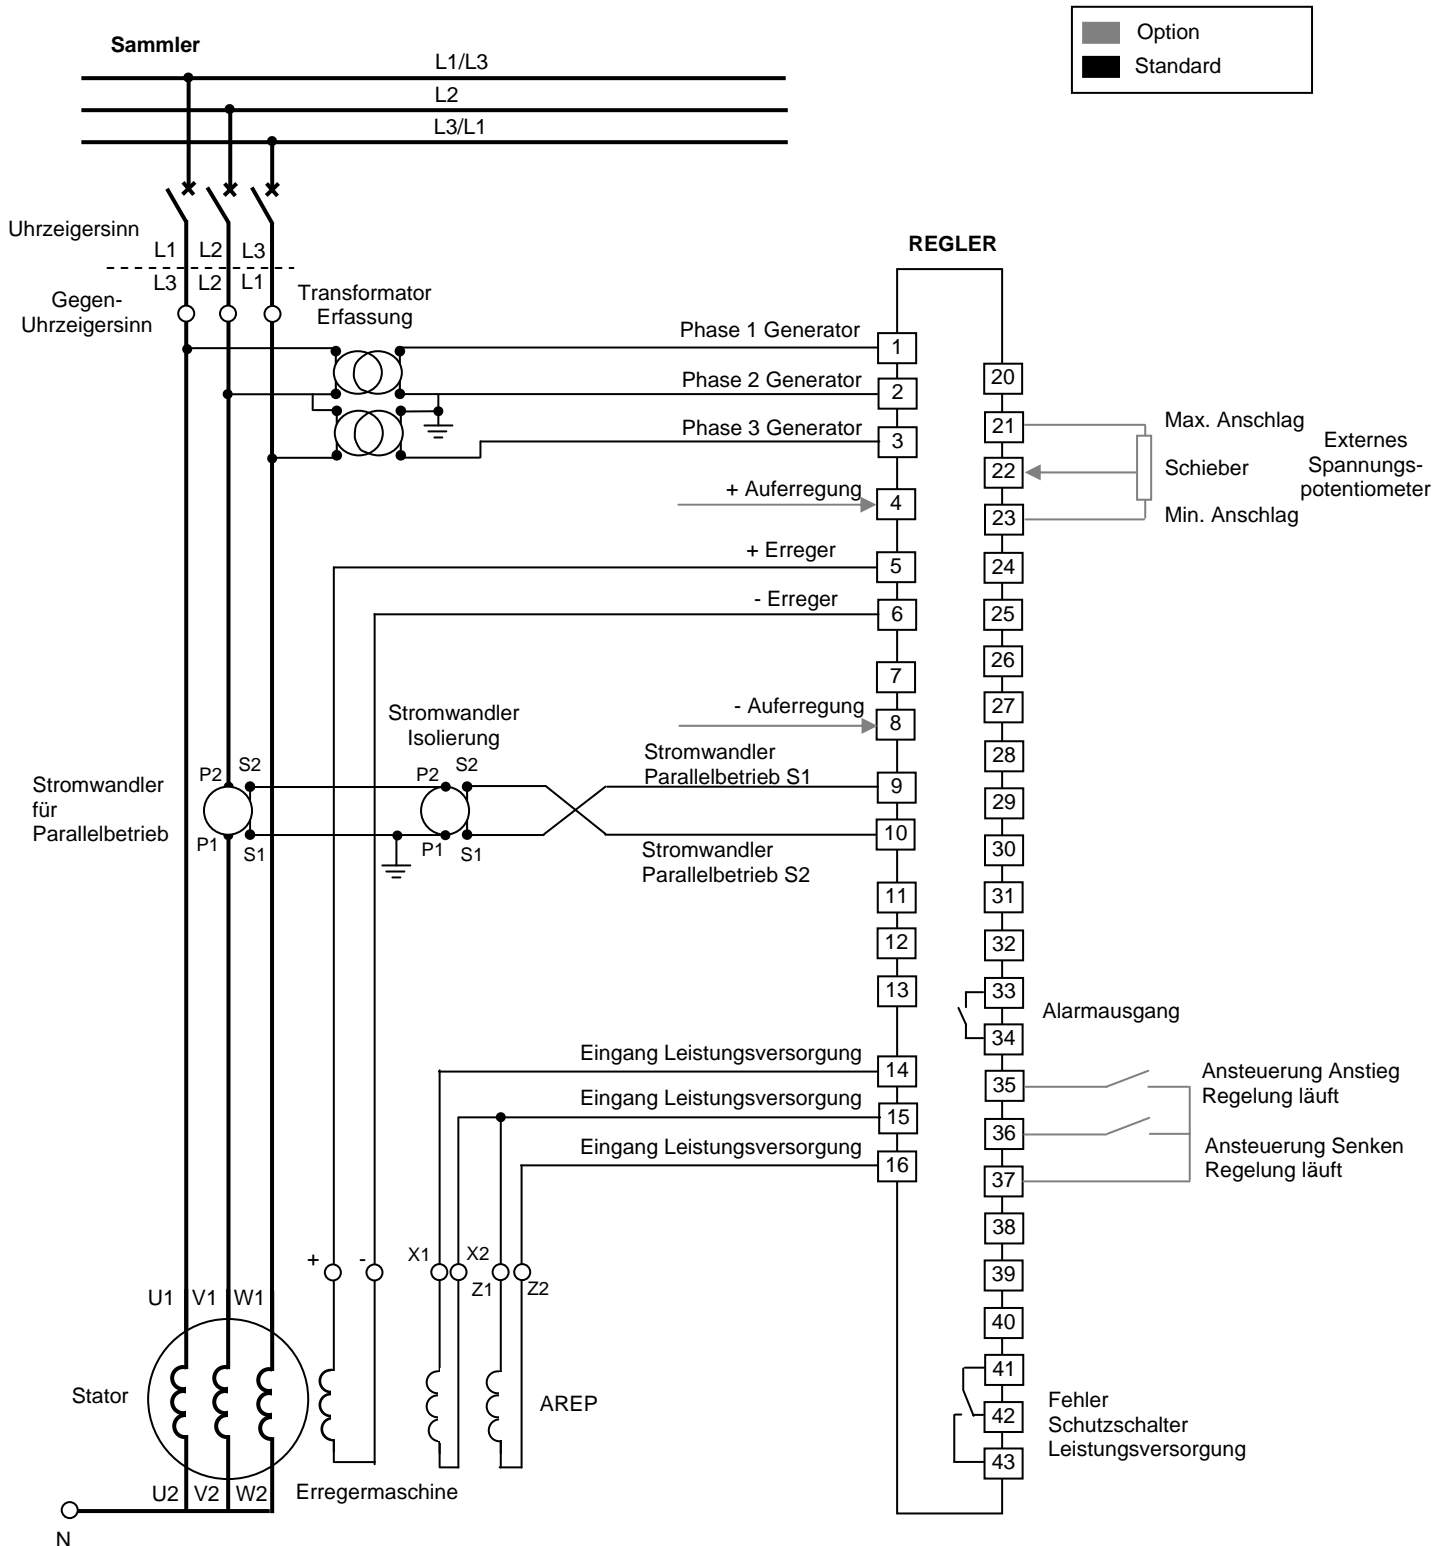 Option
Standard
Sammler
L1/L3
L2
L3/L1
Uhrzeigersinn
L1 L2 L3
L3 L2 L1
Gegen-
Uhrzeigersinn
Transformator
Erfassung
REGLER
Phase 1 Generator
Phase 2 Generator
Phase 3 Generator
+ Auferregung
+ Erreger
- Erreger
- Auferregung
Stromwandler
Isolierung
Stromwandler
Parallelbetrieb S1
Stromwandler
für
Parallelbetrieb
P2 S2
P1 S1
P2 S2
P1 S1
Stromwandler
Parallelbetrieb S2
Eingang Leistungsversorgung
Eingang Leistungsversorgung
Eingang Leistungsversorgung
1
2
3
4
5
6
7
8
9
10
11
12
13
14
15
16
20
21
22
23
24
25
26
27
28
29
30
31
32
33
34
35
36
37
38
39
40
41
42
43
Max. Anschlag
Schieber
Min. Anschlag
Externes
Spannungs-
potentiometer
Alarmausgang
Ansteuerung Anstieg
Regelung läuft
Ansteuerung Senken
Regelung läuft
Fehler
Schutzschalter
Leistungsversorgung
+ -
X1 X2
Z1 Z2
U1 V1 W1
Stator
AREP
U2 V2 W2
Erregermaschine
N